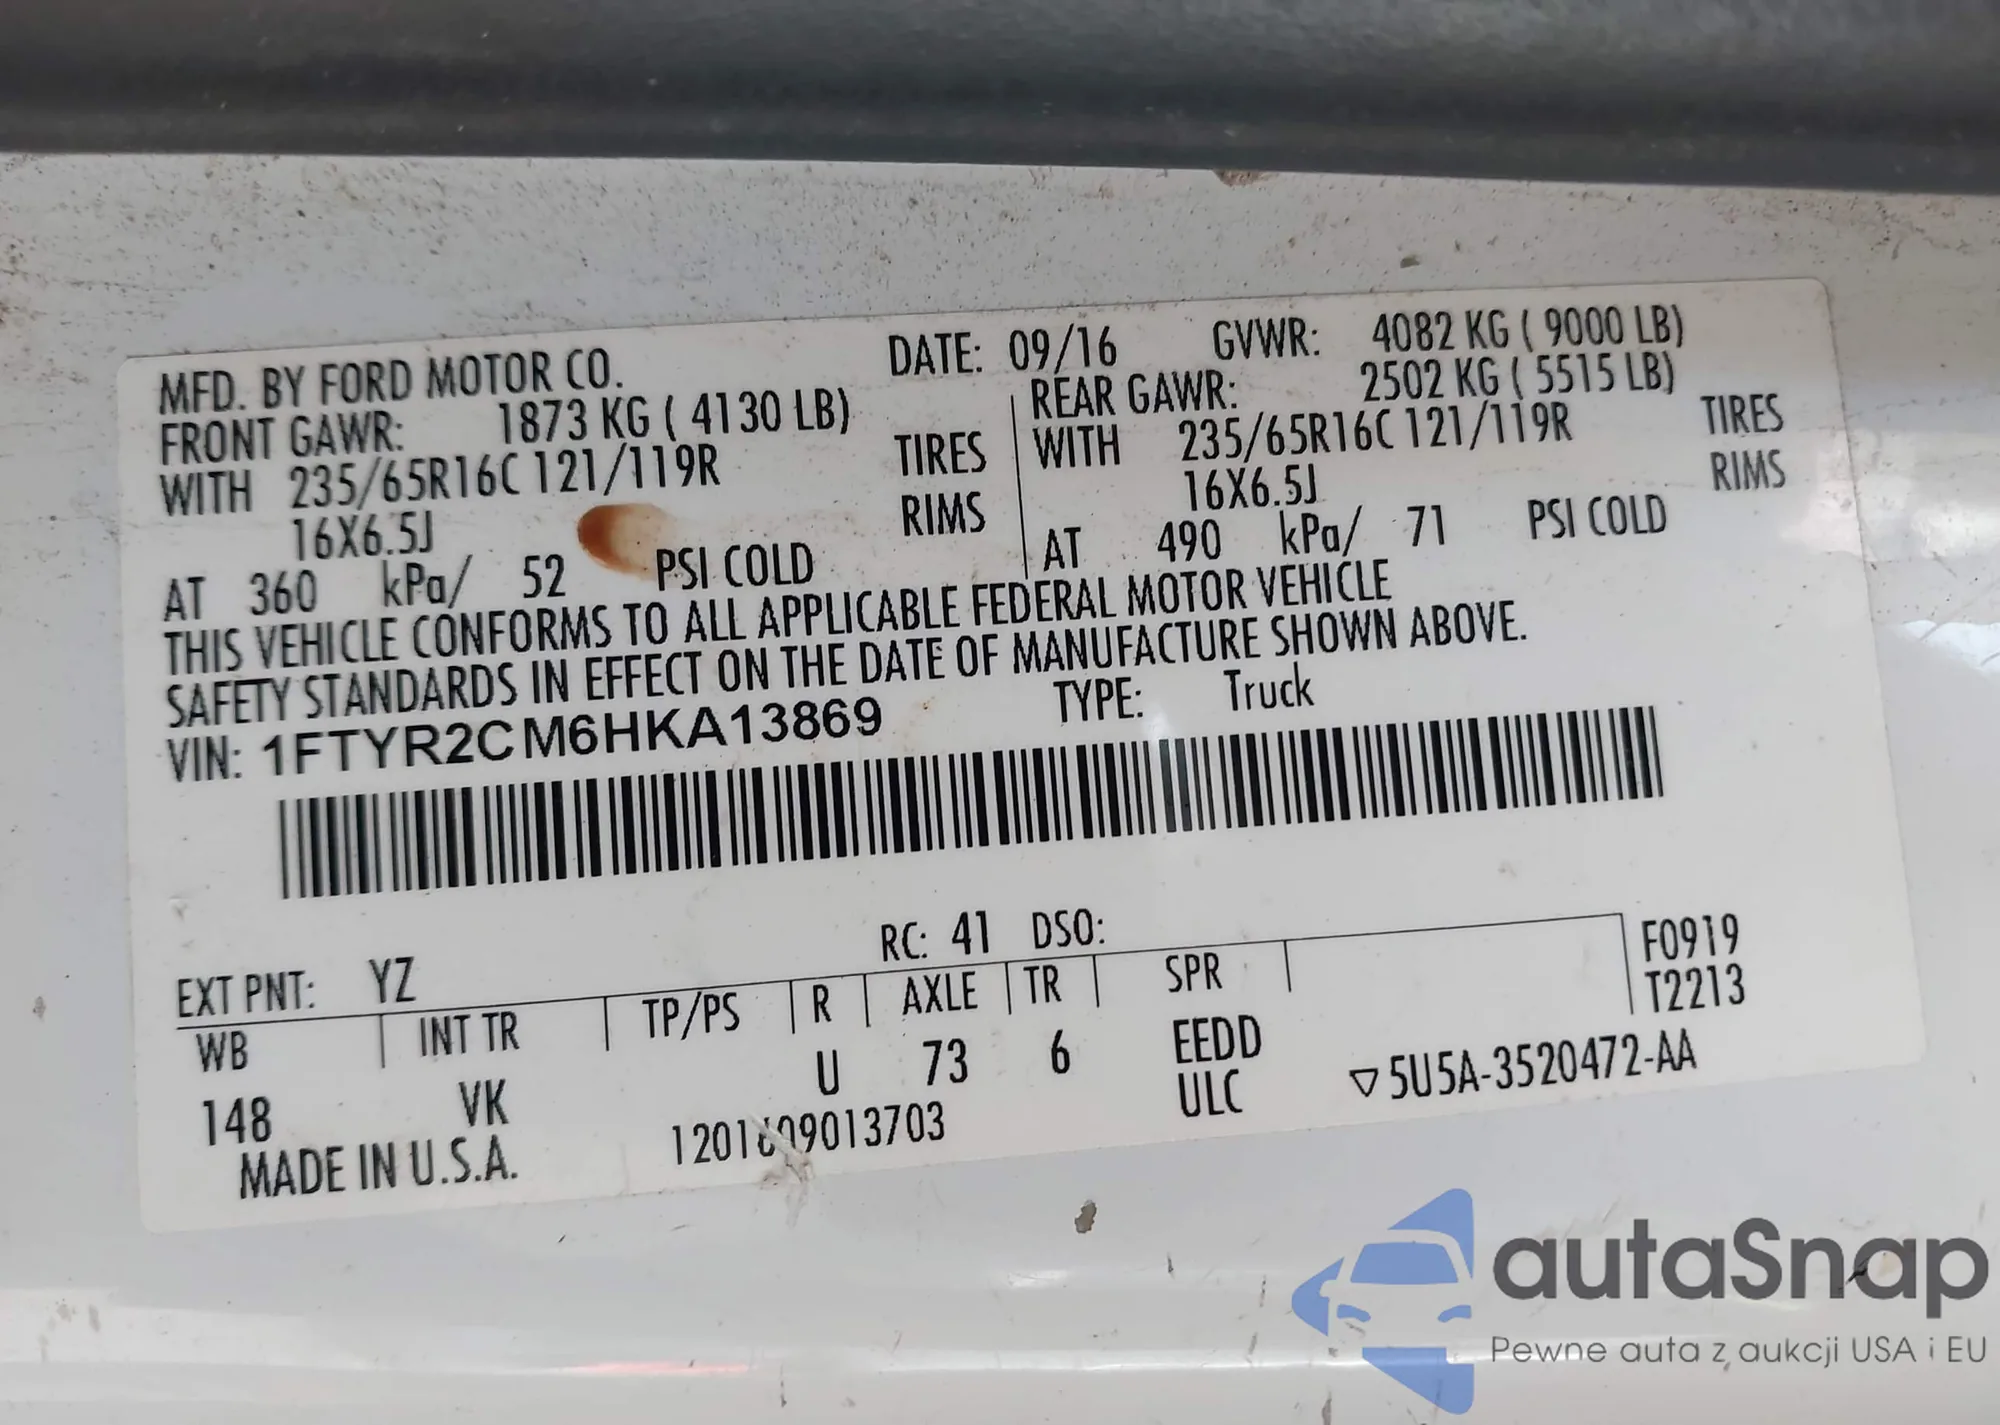 MFD. BY FORD MOTOR CO. DATE: 09/16 GVWR: 4082 KG ( 9000 LB)
FRONT GAWR: 1873 KG ( 4130 LB) REAR GAWR: 2502 KG ( 5515 LB)
WITH 235/65R16C 121/119R TIRES WITH 235/65R16C 121/119R TIRES
16X6.5J RIMS 16X6.5J RIMS
AT 360 kPa/ 52 PSI COLD AT 490 kPa/ 71 PSI COLD
THIS VEHICLE CONFORMS TO ALL APPLICABLE FEDERAL MOTOR VEHICLE
SAFETY STANDARDS IN EFFECT ON THE DATE OF MANUFACTURE SHOWN ABOVE.
VIN: 1FTYR2CM6HKA13869 TYPE: Truck
EXT PNT: YZ RC: 41 DSO: F0919
WB INT TR TP/PS R AXLE TR SPR T2213
148 VK U 73 6 EEDD
ULC ▽5U5A-3520472-AA
MADE IN U.S.A. 1201609013703
autaSnap
Pewne auta z aukcji USA i EU